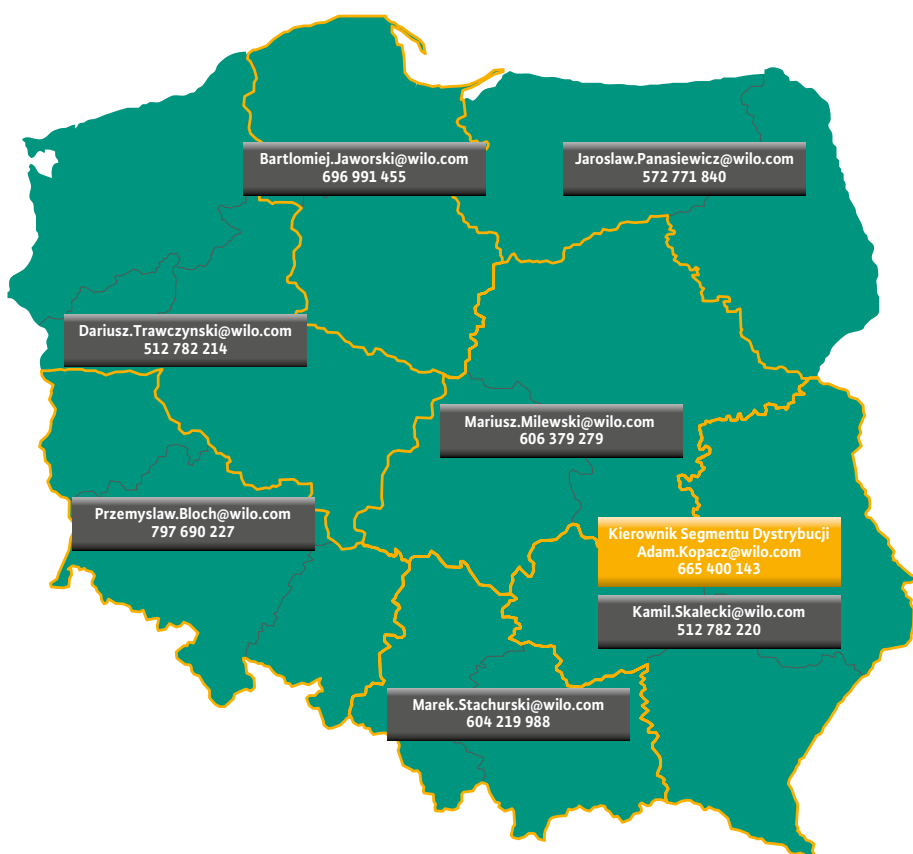 Bartlomiej.Jaworski@wilo.com
696 991 455
Jaroslaw.Panasiewicz@wilo.com
572 771 840
Dariusz.Trawczynski@wilo.com
512 782 214
Mariusz.Milewski@wilo.com
606 379 279
Przemyslaw.Bloch@wilo.com
797 690 227
Kierownik Segmentu Dystrybucji
Adam.Kopacz@wilo.com
665 400 143
Kamil.Skalecki@wilo.com
512 782 220
Marek.Stachurski@wilo.com
604 219 988